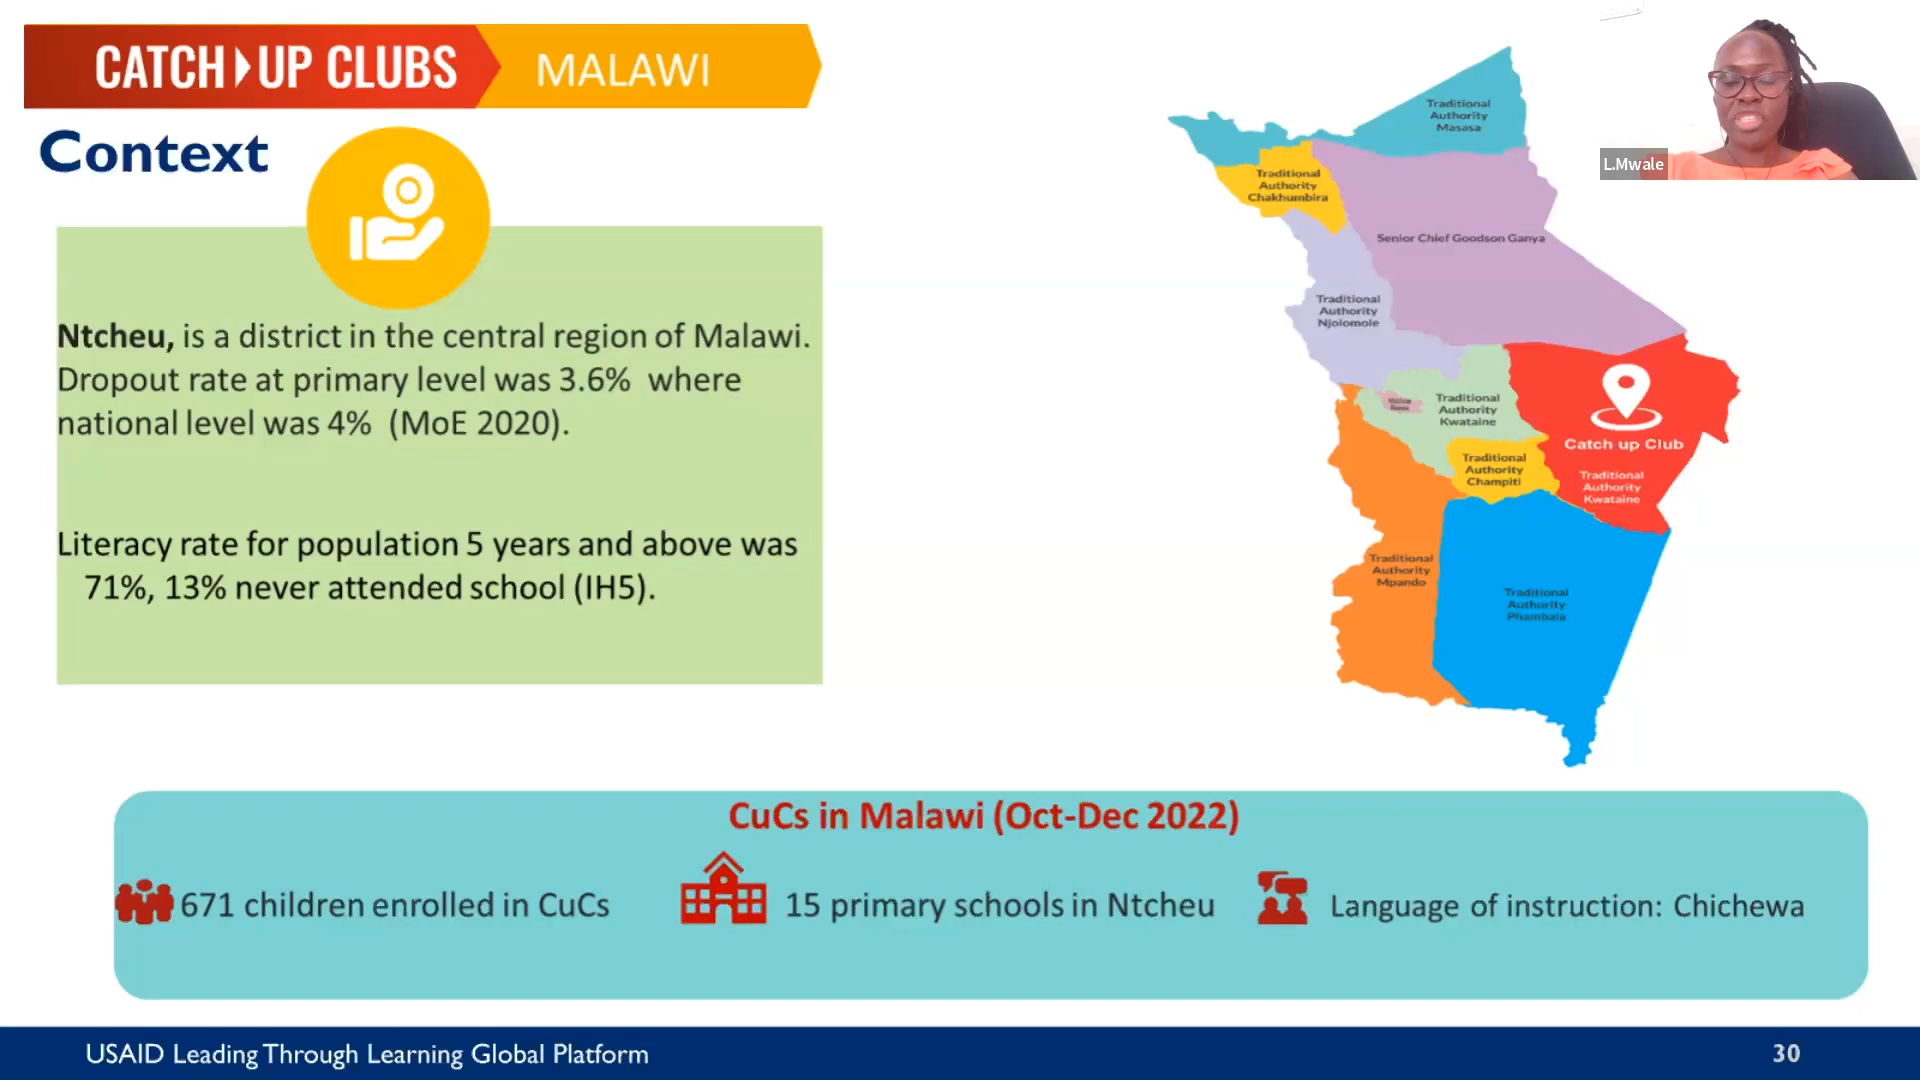 CATCH UP CLUBS
MALAWI
Context
Ntcheu, is a district in the central region of Malawi.
Dropout rate at primary level was 3.6% where
national level was 4% (MoE 2020).
Literacy rate for population 5 years and above was
71%, 13% never attended school (IH5).
Traditional
Authority
Masasa
Traditional
Authority
Chakhumbira
Senior Chief Goodson Ganya
Traditional
Authority
Njolomole
Traditional
Authority
Kwataine
Catch up Club
Traditional
Authority
Kwataine
Traditional
Authority
Champiti
Traditional
Authority
Mpando
Traditional
Authority
Phambala
L.Mwale
CuCs in Malawi (Oct-Dec 2022)
671 children enrolled in CuCs
15 primary schools in Ntcheu
Language of instruction: Chichewa
USAID Leading Through Learning Global Platform
30